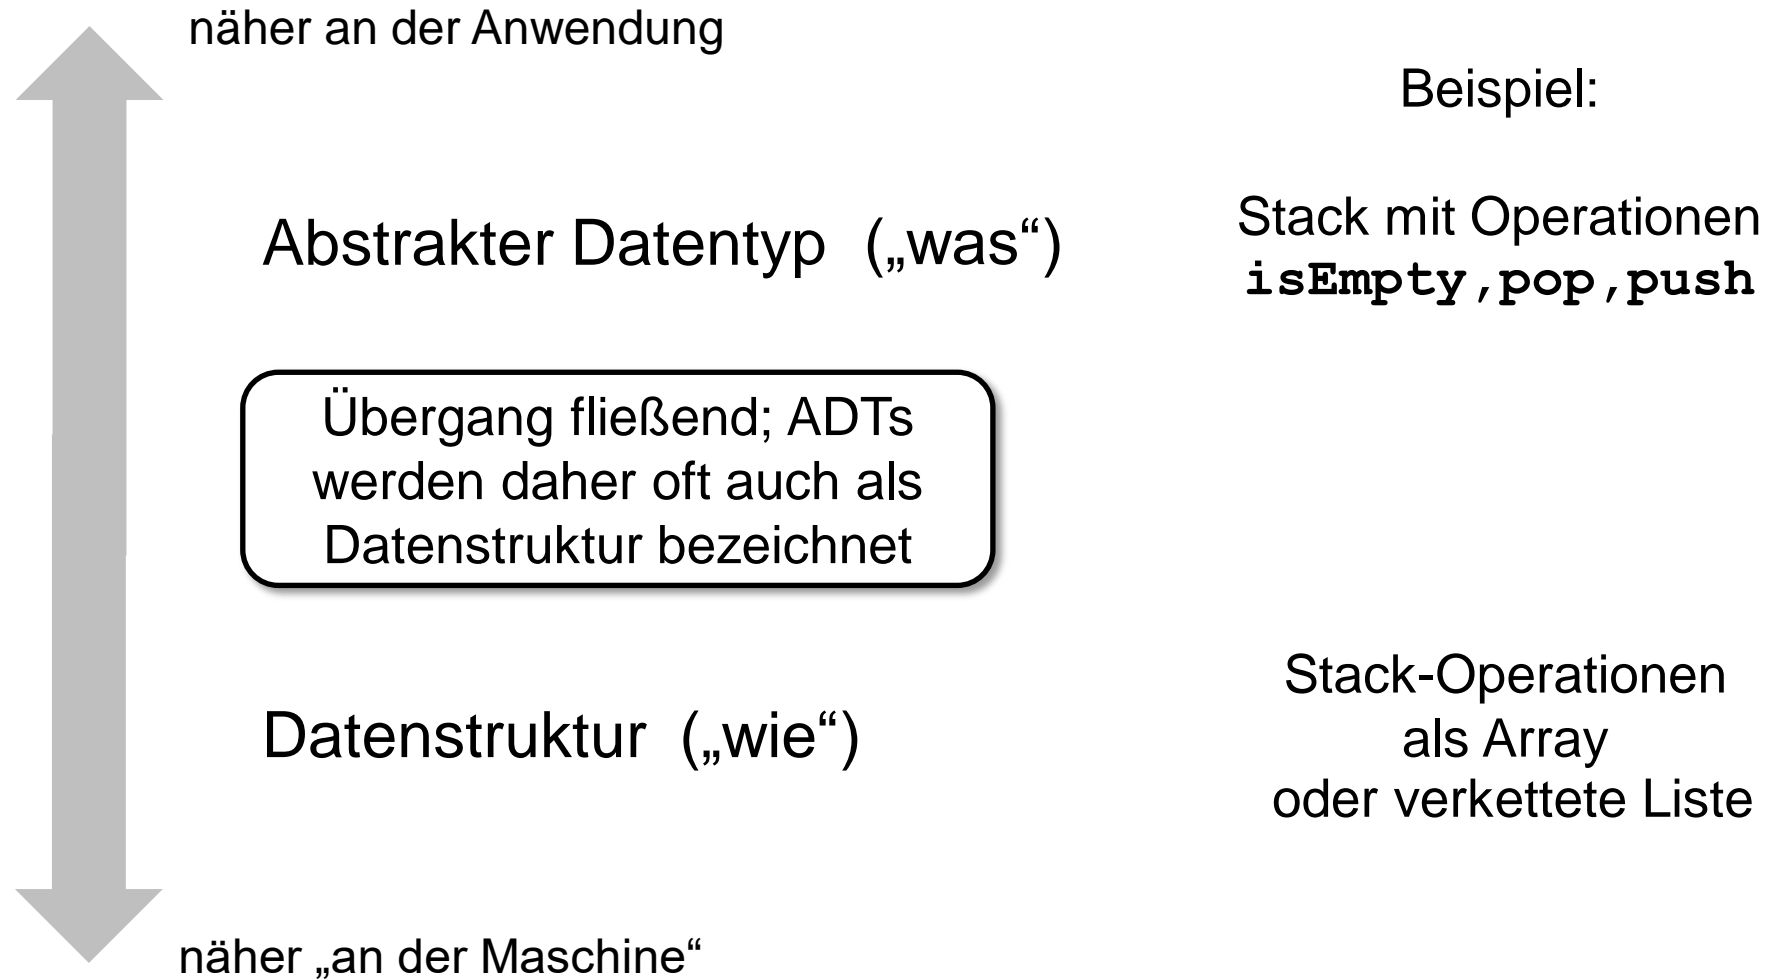 näher an der Anwendung
Beispiel:
Abstrakter Datentyp („was“)
Stack mit Operationen
isEmpty,pop,push
Übergang fließend; ADTs
werden daher oft auch als
Datenstruktur bezeichnet
Datenstruktur („wie“)
Stack-Operationen
als Array
oder verkettete Liste
näher „an der Maschine“